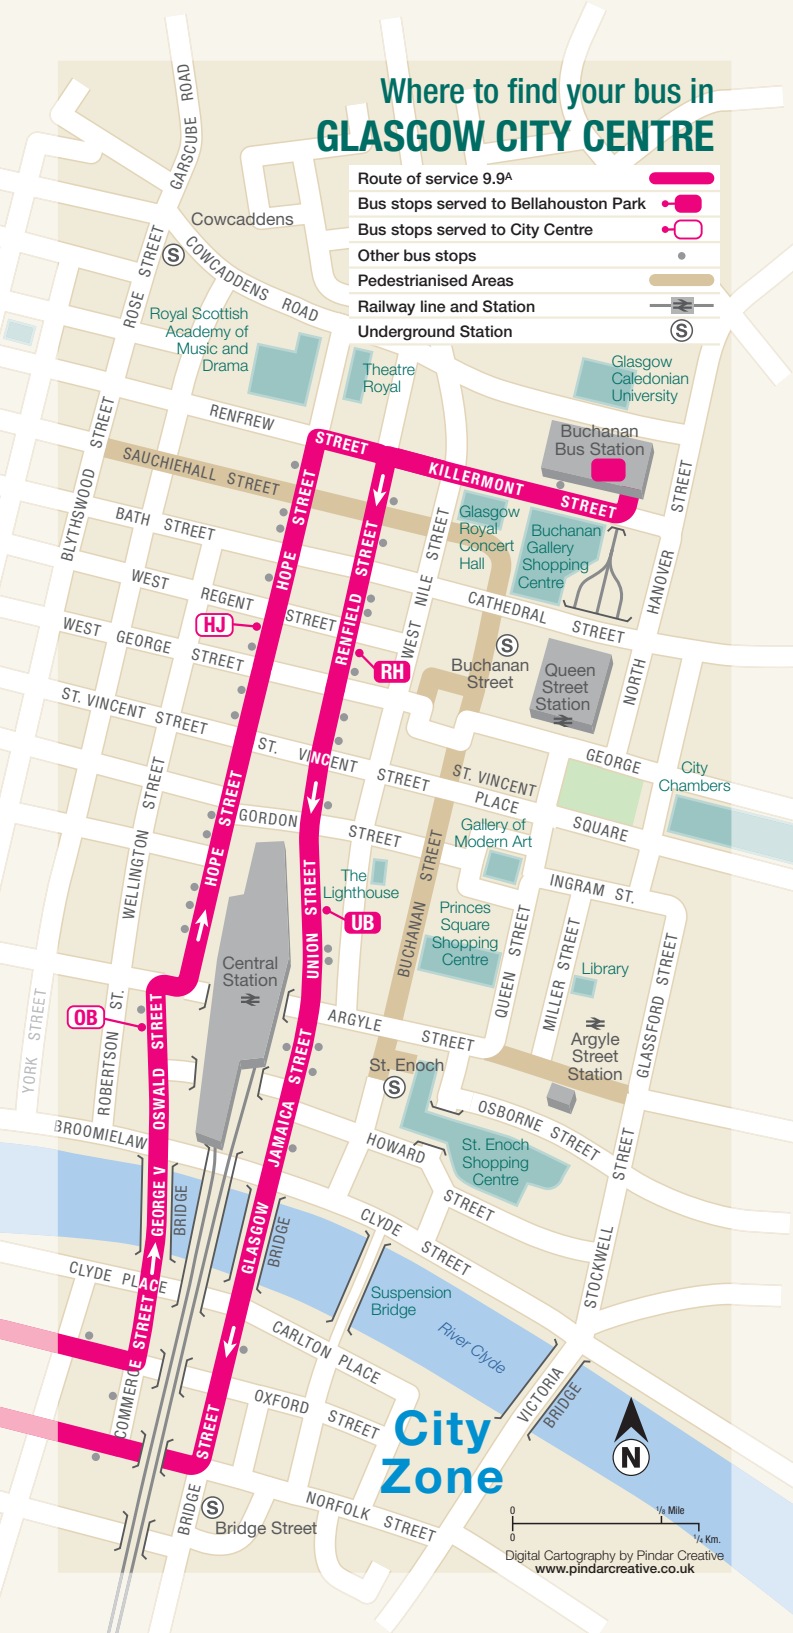 Where to find your bus in
GLASGOW CITY CENTRE
Route of service 9.9A
Bus stops served to Bellahouston Park
Bus stops served to City Centre
Other bus stops
Pedestrianised Areas
Railway line and Station
Underground Station
S
GARSCUBE ROAD
Cowcaddens
S
ROSE STREET
COWCADDENS ROAD
Royal Scottish
Academy of
Music and
Drama
Theatre
Royal
Glasgow
Caledonian
University
RENFREW
STREET
Buchanan
Bus Station
KILLERMONT
STREET
SAUCHIEHALL STREET
BLYTHSWOOD STREET
BATH STREET
HOPE STREET
RENFIELD STREET
WEST NILE STREET
Glasgow
Royal
Concert
Hall
Buchanan
Gallery
Shopping
Centre
NORTH HANOVER STREET
WEST REGENT STREET
CATHEDRAL STREET
HJ
WEST GEORGE STREET
RH
S
Buchanan
Street
Queen
Street
Station
ST. VINCENT STREET
ST. VINCENT STREET
ST. VINCENT
PLACE
GEORGE
SQUARE
City
Chambers
WELLINGTON STREET
HOPE STREET
GORDON STREET
Gallery of
Modern Art
The
Lighthouse
UNION STREET
UB
BUCHANAN STREET
Princes
Square
Shopping
Centre
INGRAM ST.
QUEEN STREET
MILLER STREET
Library
GLASSFORD STREET
Central
Station
YORK STREET
ROBERTSON ST.
OB
OSWALD STREET
ARGYLE STREET
Argyle
Street
Station
St. Enoch
S
JAMAICA STREET
BROOMIELAW
OSBORNE STREET
HOWARD STREET
St. Enoch
Shopping
Centre
STOCKWELL STREET
GEORGE V
BRIDGE
GLASGOW
BRIDGE
CLYDE STREET
CLYDE PLACE
Suspension
Bridge
River Clyde
COMMERCE STREET
CARLTON PLACE
OXFORD STREET
VICTORIA
BRIDGE
City
Zone
N
BRIDGE STREET
S
Bridge Street
NORFOLK STREET
0
1/8 Mile
0
1/4 Km.
Digital Cartography by Pindar Creative
www.pindarcreative.co.uk